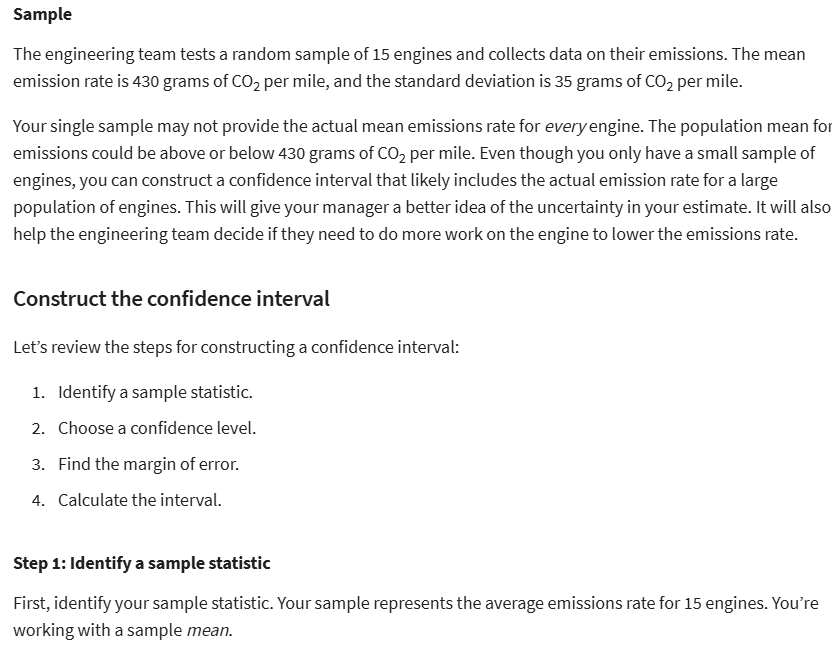 Sample
The engineering team tests a random sample of 15 engines and collects data on their emissions. The mean
emission rate is 430 grams of CO₂ per mile, and the standard deviation is 35 grams of CO₂ per mile.
Your single sample may not provide the actual mean emissions rate for every engine. The population mean for
emissions could be above or below 430 grams of CO₂ per mile. Even though you only have a small sample of
engines, you can construct a confidence interval that likely includes the actual emission rate for a large
population of engines. This will give your manager a better idea of the uncertainty in your estimate. It will also
help the engineering team decide if they need to do more work on the engine to lower the emissions rate.
Construct the confidence interval
Let’s review the steps for constructing a confidence interval:
1. Identify a sample statistic.
2. Choose a confidence level.
3. Find the margin of error.
4. Calculate the interval.
Step 1: Identify a sample statistic
First, identify your sample statistic. Your sample represents the average emissions rate for 15 engines. You’re
working with a sample mean.